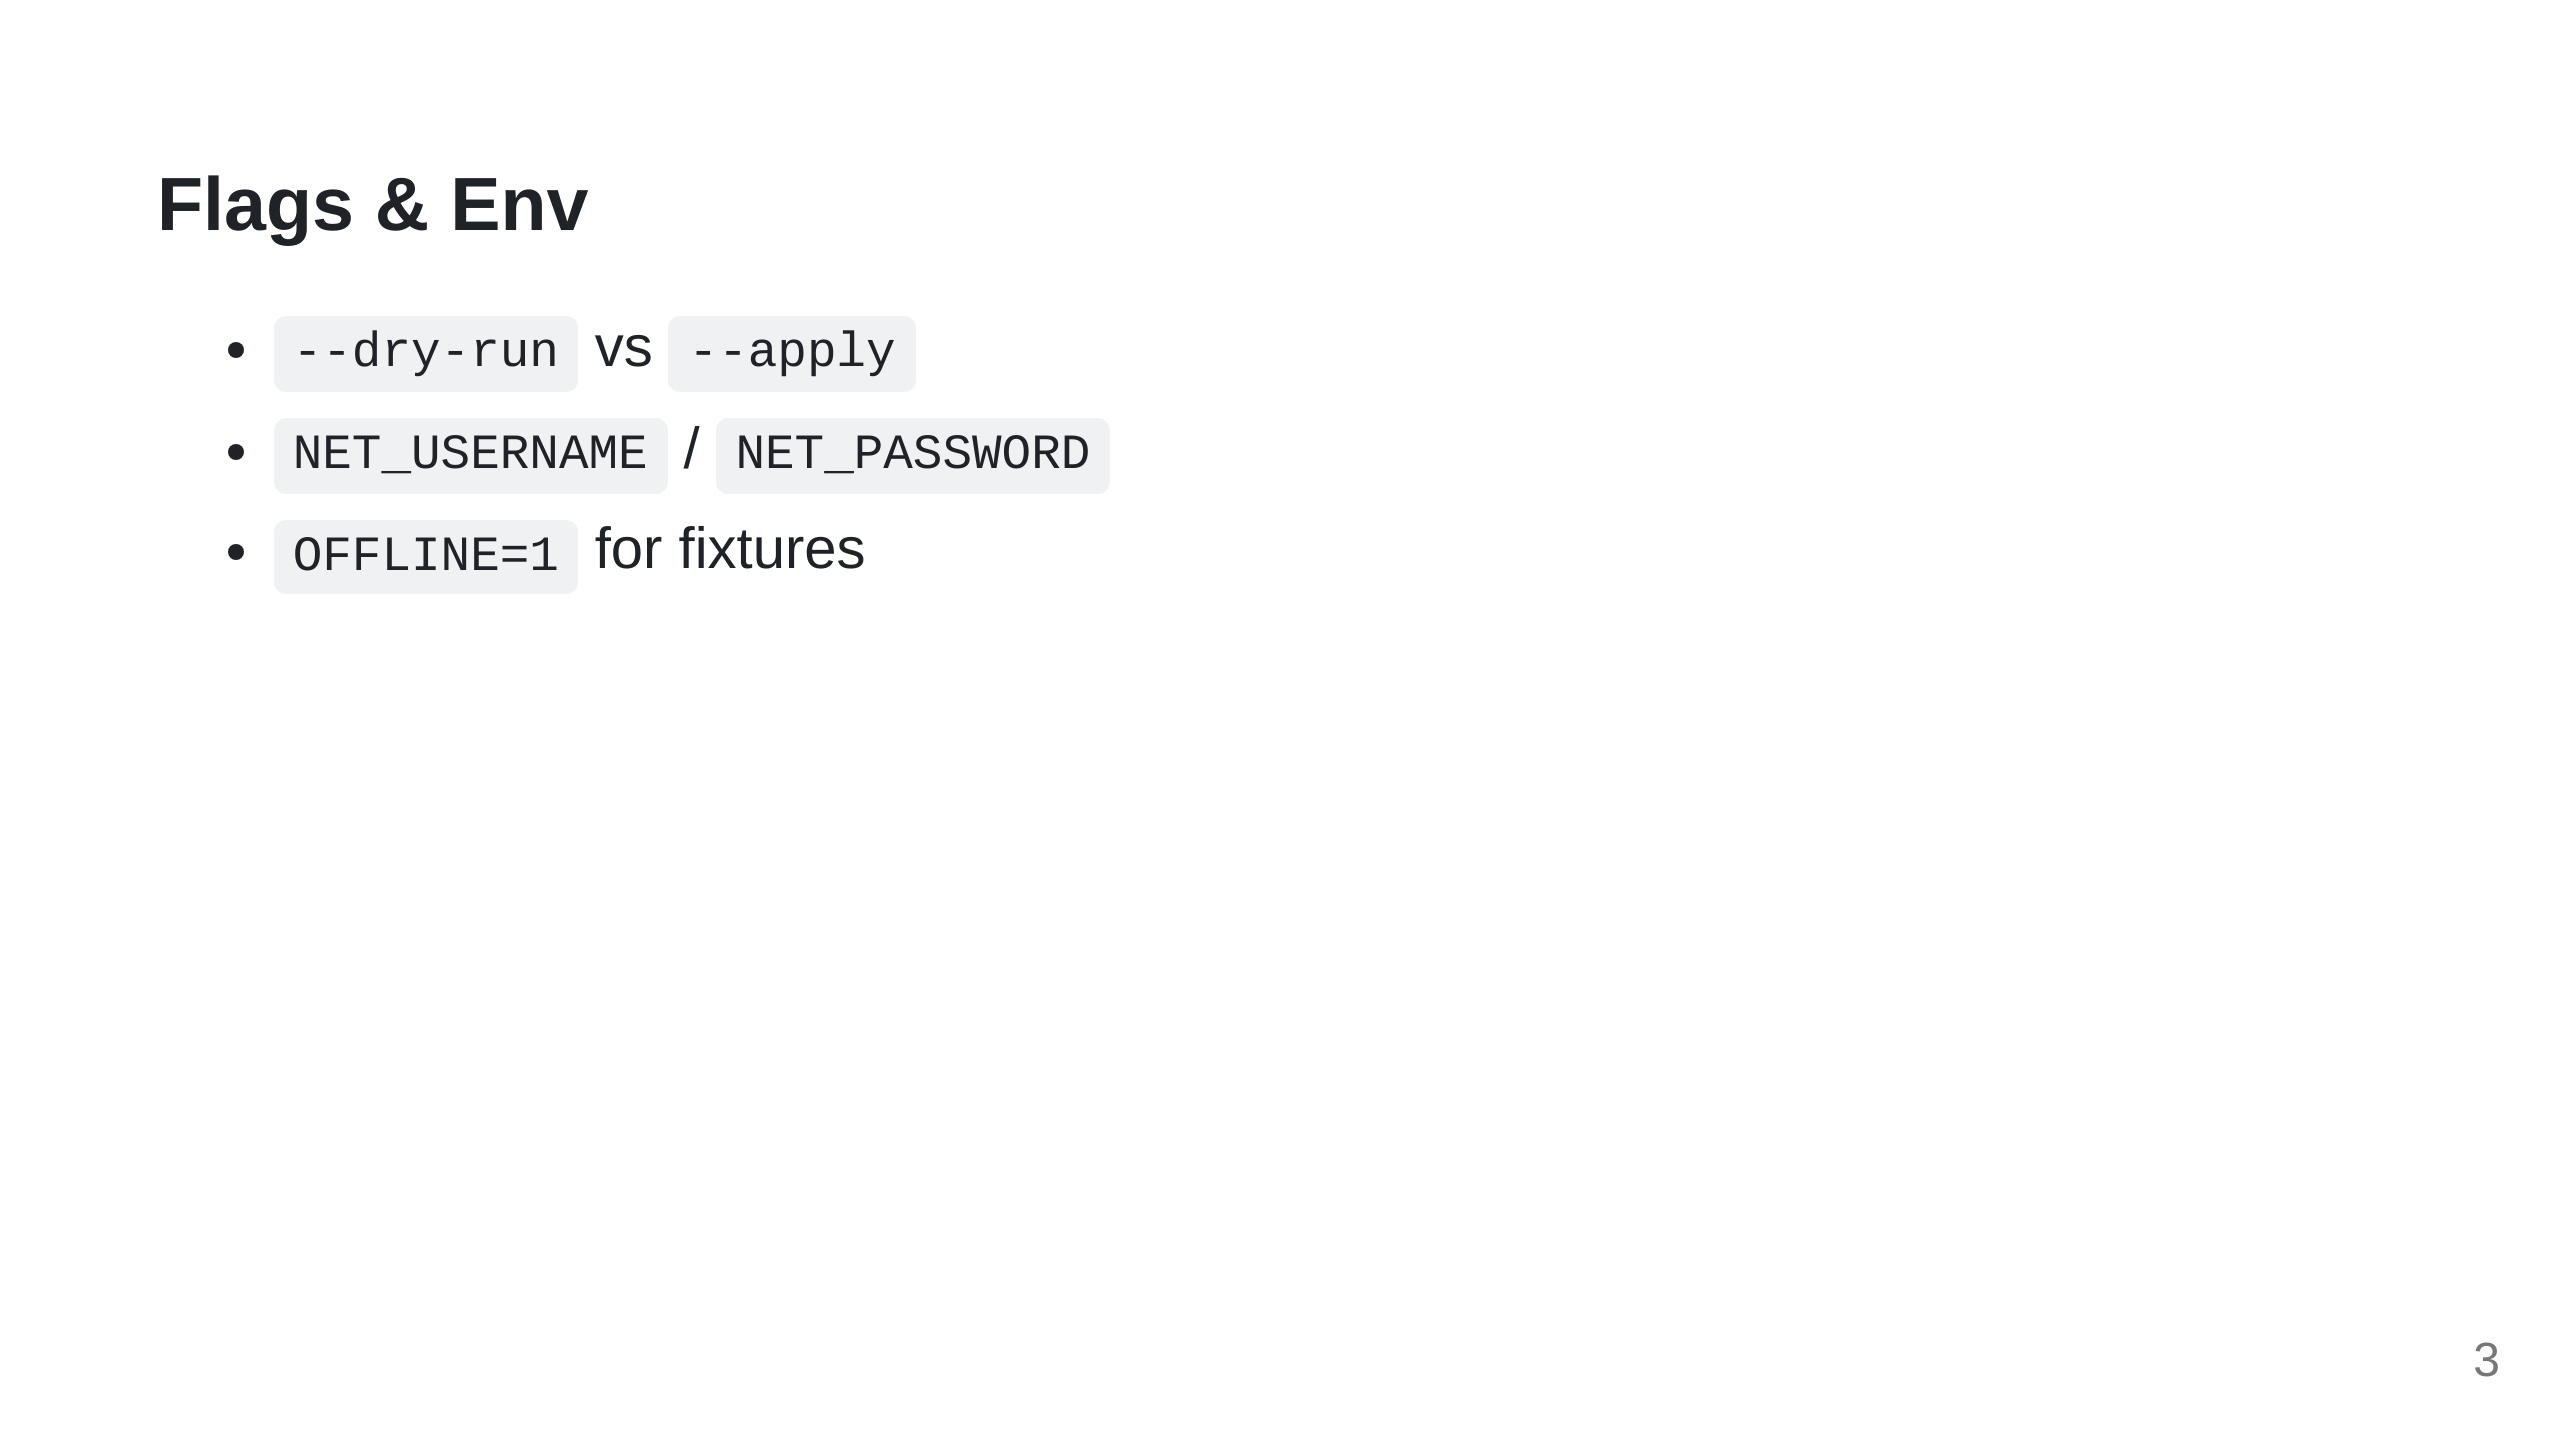 Flags & Env
• --dry-run vs --apply
• NET_USERNAME / NET_PASSWORD
• OFFLINE=1 for fixtures
3